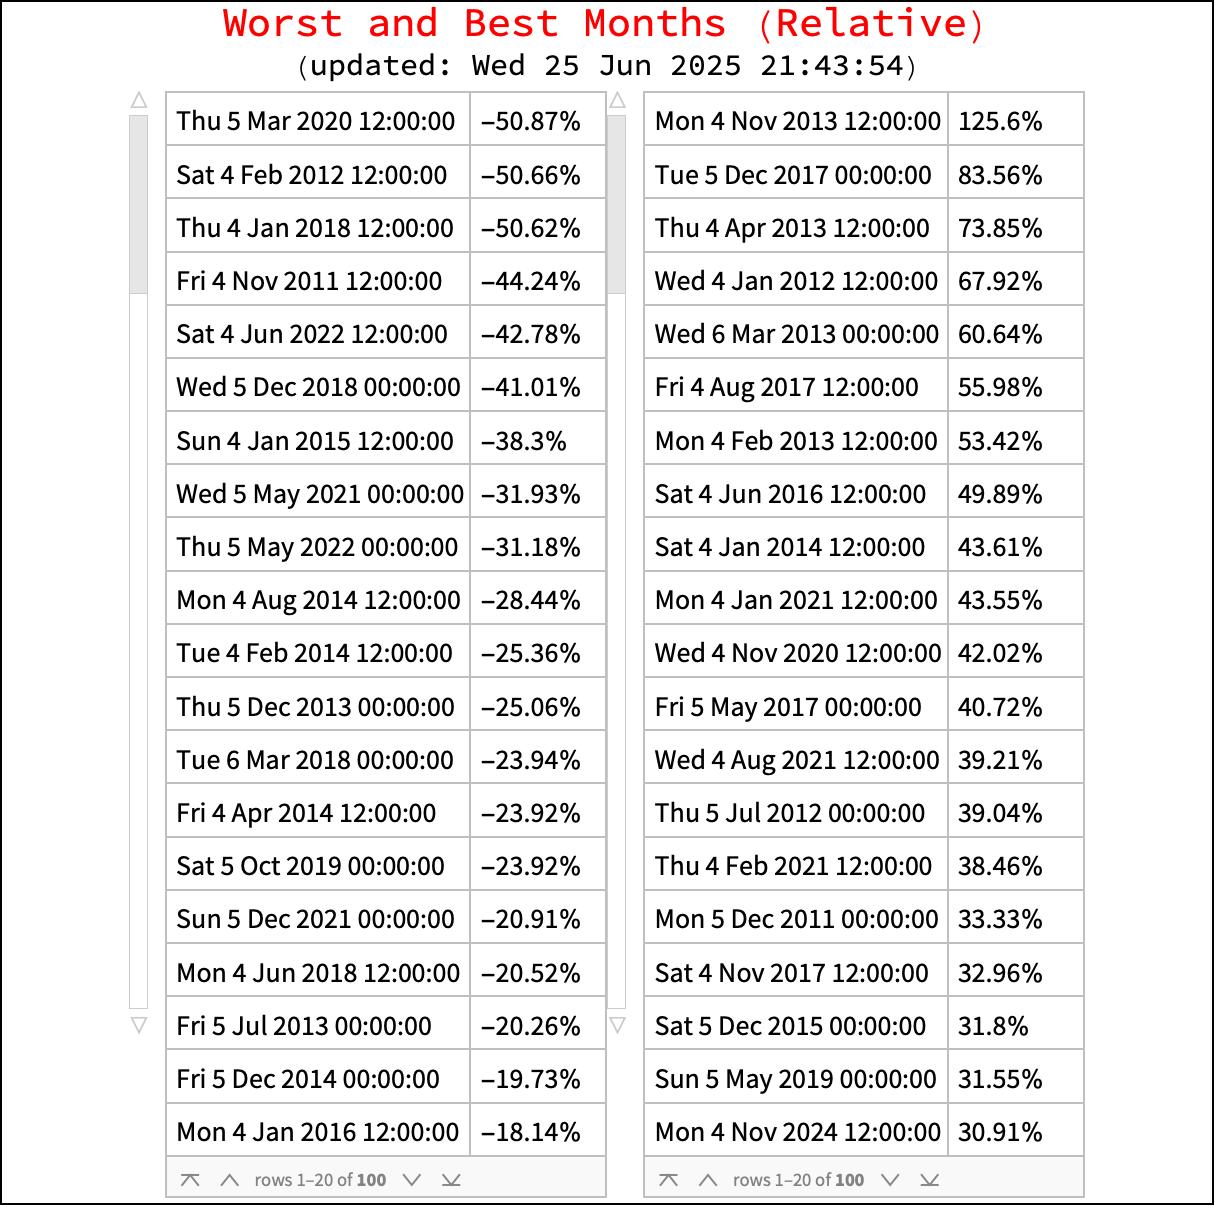 Worst and Best Months (Relative)
(updated: Wed 25 Jun 2025 21:43:54)
Thu 5 Mar 2020 12:00:00 −50.87% Mon 4 Nov 2013 12:00:00 125.6%
Sat 4 Feb 2012 12:00:00 −50.66% Tue 5 Dec 2017 00:00:00 83.56%
Thu 4 Jan 2018 12:00:00 −50.62% Thu 4 Apr 2013 12:00:00 73.85%
Fri 4 Nov 2011 12:00:00 −44.24% Wed 4 Jan 2012 12:00:00 67.92%
Sat 4 Jun 2022 12:00:00 −42.78% Wed 6 Mar 2013 00:00:00 60.64%
Wed 5 Dec 2018 00:00:00 −41.01% Fri 4 Aug 2017 12:00:00 55.98%
Sun 4 Jan 2015 12:00:00 −38.3% Mon 4 Feb 2013 12:00:00 53.42%
Wed 5 May 2021 00:00:00 −31.93% Sat 4 Jun 2016 12:00:00 49.89%
Thu 5 May 2022 00:00:00 −31.18% Sat 4 Jan 2014 12:00:00 43.61%
Mon 4 Aug 2014 12:00:00 −28.44% Mon 4 Jan 2021 12:00:00 43.55%
Tue 4 Feb 2014 12:00:00 −25.36% Wed 4 Nov 2020 12:00:00 42.02%
Thu 5 Dec 2013 00:00:00 −25.06% Fri 5 May 2017 00:00:00 40.72%
Tue 6 Mar 2018 00:00:00 −23.94% Wed 4 Aug 2021 12:00:00 39.21%
Fri 4 Apr 2014 12:00:00 −23.92% Thu 5 Jul 2012 00:00:00 39.04%
Sat 5 Oct 2019 00:00:00 −23.92% Thu 4 Feb 2021 12:00:00 38.46%
Sun 5 Dec 2021 00:00:00 −20.91% Mon 5 Dec 2011 00:00:00 33.33%
Mon 4 Jun 2018 12:00:00 −20.52% Sat 4 Nov 2017 12:00:00 32.96%
Fri 5 Jul 2013 00:00:00 −20.26% Sat 5 Dec 2015 00:00:00 31.8%
Fri 5 Dec 2014 00:00:00 −19.73% Sun 5 May 2019 00:00:00 31.55%
Mon 4 Jan 2016 12:00:00 −18.14% Mon 4 Nov 2024 12:00:00 30.91%
rows 1–20 of 100 rows 1–20 of 100